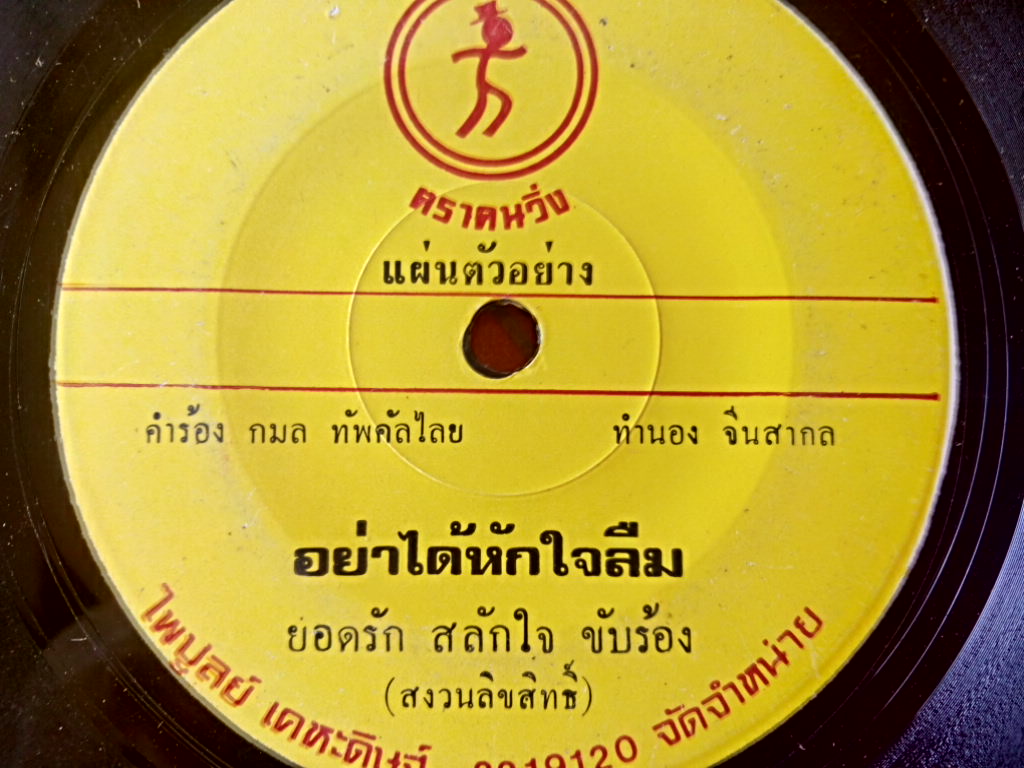 ตราคนวิ่ง
แผ่นตัวอย่าง
คำร้อง กมล ทัพคัลไลย
ทำนอง จีนสากล
อย่าได้หักใจลืม
ยอดรัก สลักใจ ขับร้อง
(สงวนลิขสิทธิ์)
ไพบูลย์ เดหะดิษฐ์ 19120 จัดจำหน่าย